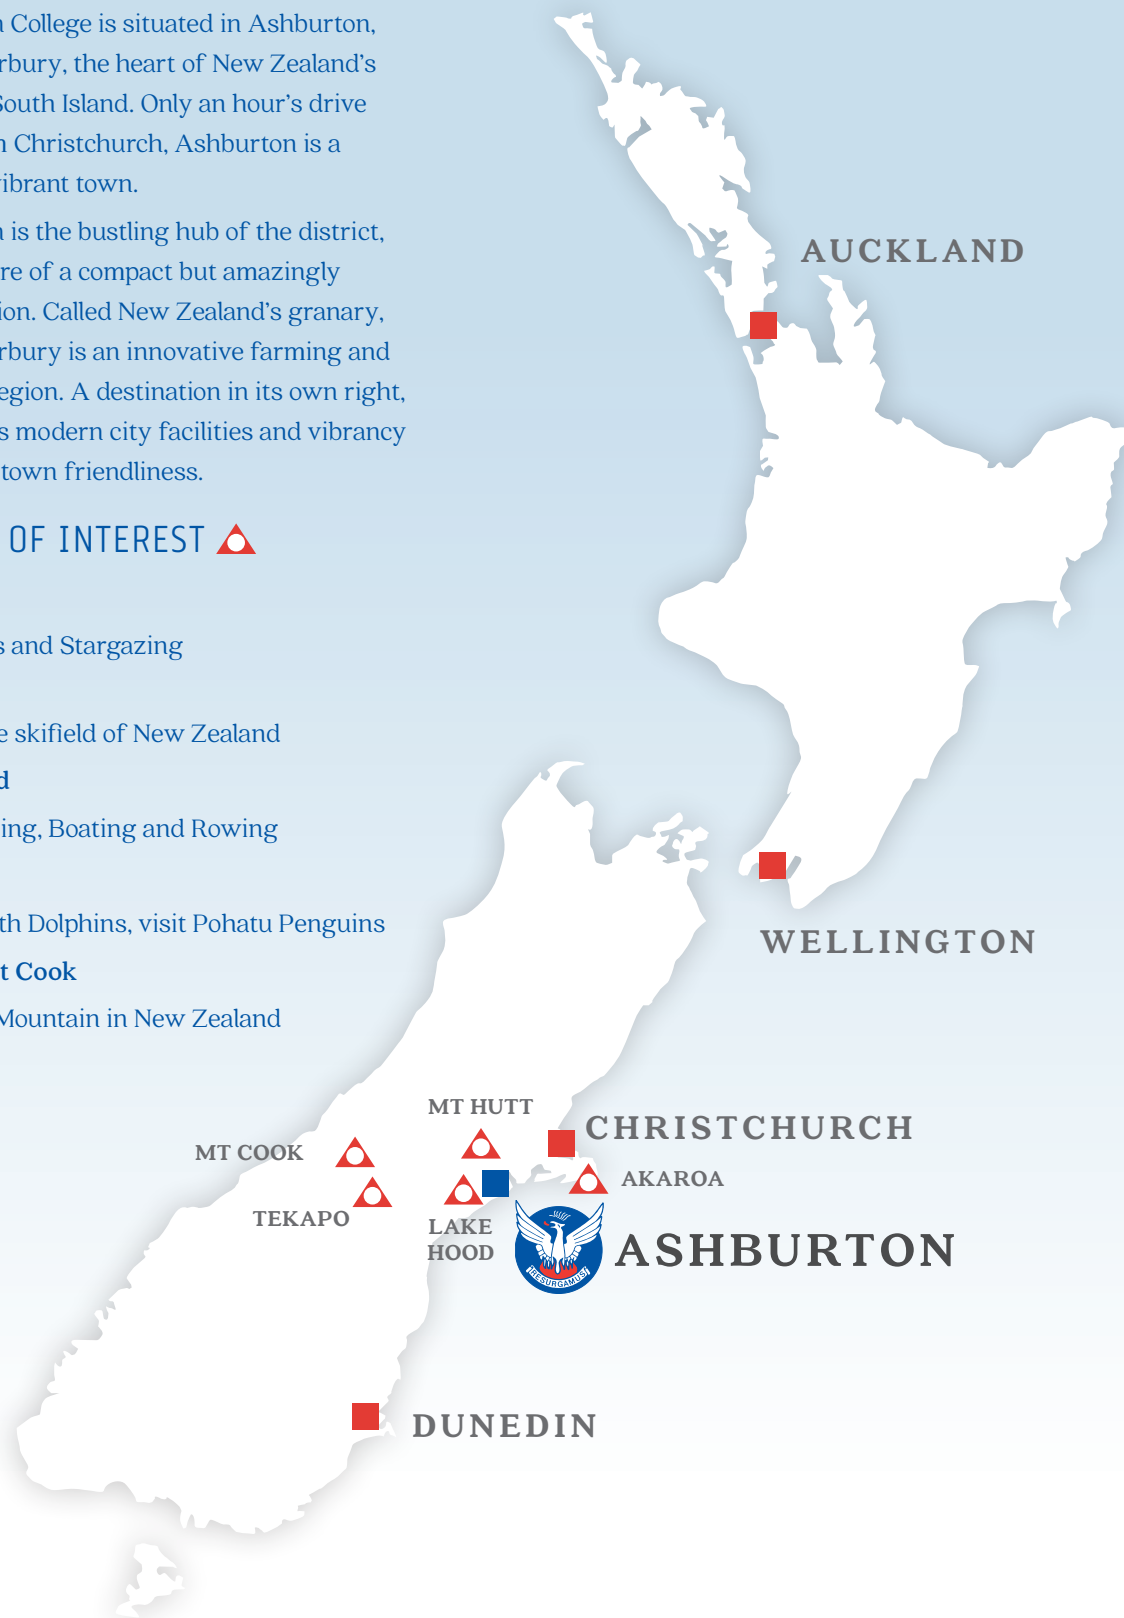 College is situated in Ashburton,
rbury, the heart of New Zealand's
South Island. Only an hour's drive
Christchurch, Ashburton is a
vibrant town.
is the bustling hub of the district,
re of a compact but amazingly
ion. Called New Zealand's granary,
rbury is an innovative farming and
egion. A destination in its own right,
s modern city facilities and vibrancy
town friendliness.
OF INTEREST
s and Stargazing
e skifield of New Zealand
d
ing, Boating and Rowing
th Dolphins, visit Pohatu Penguins
t Cook
Mountain in New Zealand
AUCKLAND
WELLINGTON
MT HUTT
CHRISTCHURCH
MT COOK
AKAROA
TEKAPO
LAKE
HOOD
ASHBURTON
RESURGAMUS
DUNEDIN